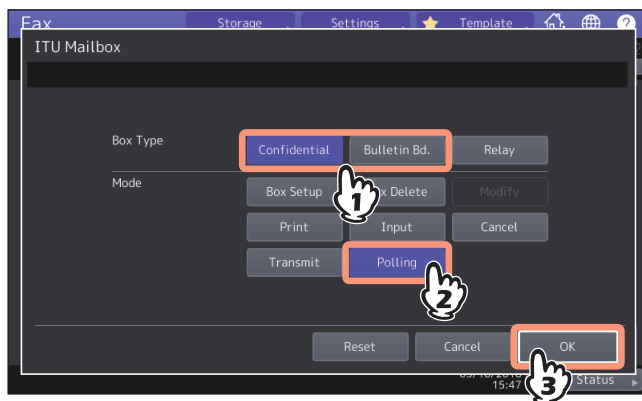 Fax Storage Settings Template ?
ITU Mailbox
Box Type Confidential Bulletin Bd. Relay
Mode Box Setup Delete Modify
1
Print Input Cancel
Transmit Polling
2
Reset Cancel OK
15:47 3 Status